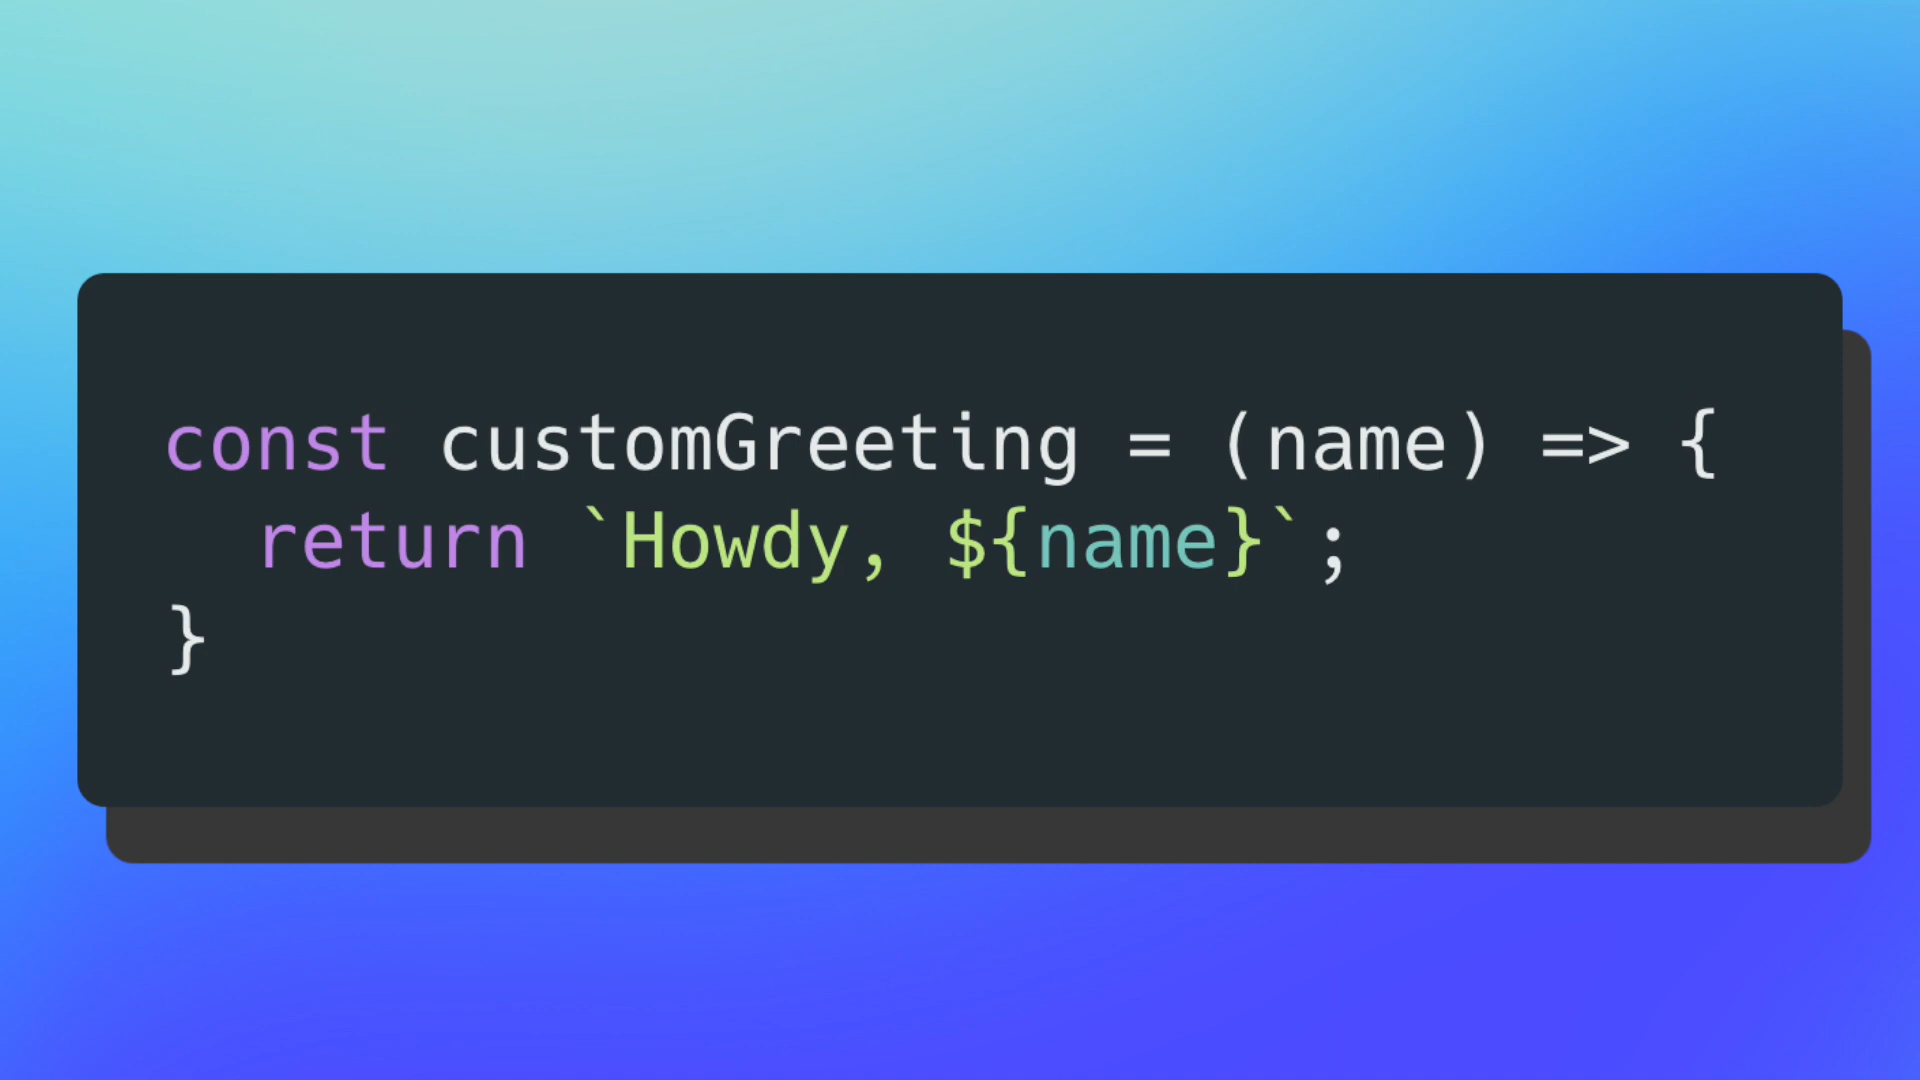 const customGreeting = (name) => {
  return `Howdy, ${name}`;
}